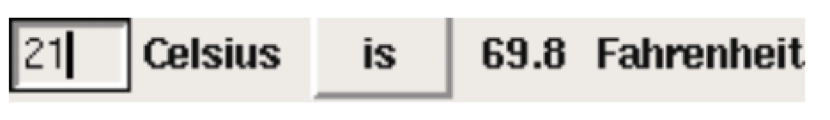 21 Celsius is 69.8 Fahrenheit